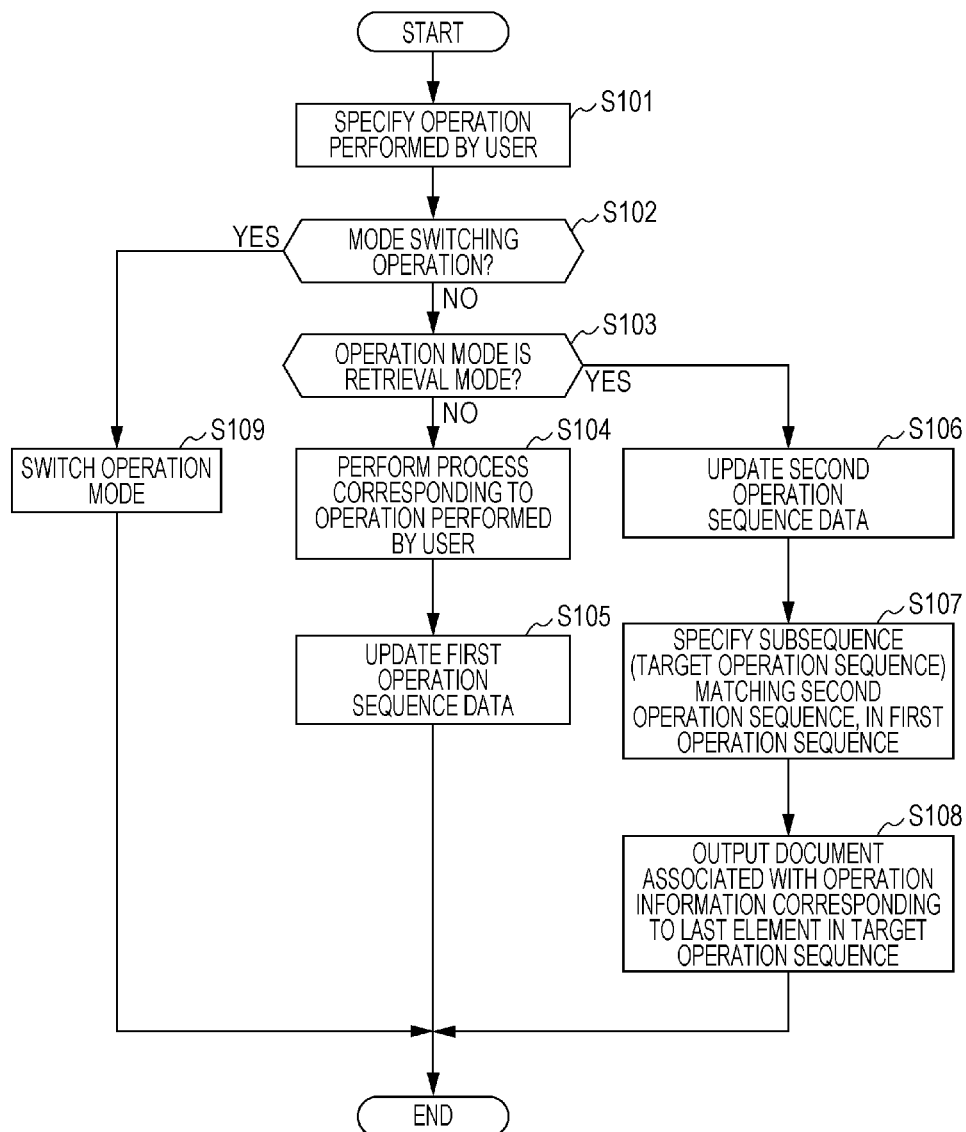 START
S101
SPECIFY OPERATION
PERFORMED BY USER
S102
YES
MODE SWITCHING
OPERATION?
NO
S103
OPERATION MODE IS
RETRIEVAL MODE?
YES
NO
S109
SWITCH OPERATION
MODE
S104
PERFORM PROCESS
CORRESPONDING TO
OPERATION PERFORMED
BY USER
S106
UPDATE SECOND
OPERATION
SEQUENCE DATA
S105
UPDATE FIRST
OPERATION
SEQUENCE DATA
S107
SPECIFY SUBSEQUENCE
(TARGET OPERATION SEQUENCE)
MATCHING SECOND
OPERATION SEQUENCE, IN FIRST
OPERATION SEQUENCE
S108
OUTPUT DOCUMENT
ASSOCIATED WITH OPERATION
INFORMATION CORRESPONDING
TO LAST ELEMENT IN TARGET
OPERATION SEQUENCE
END